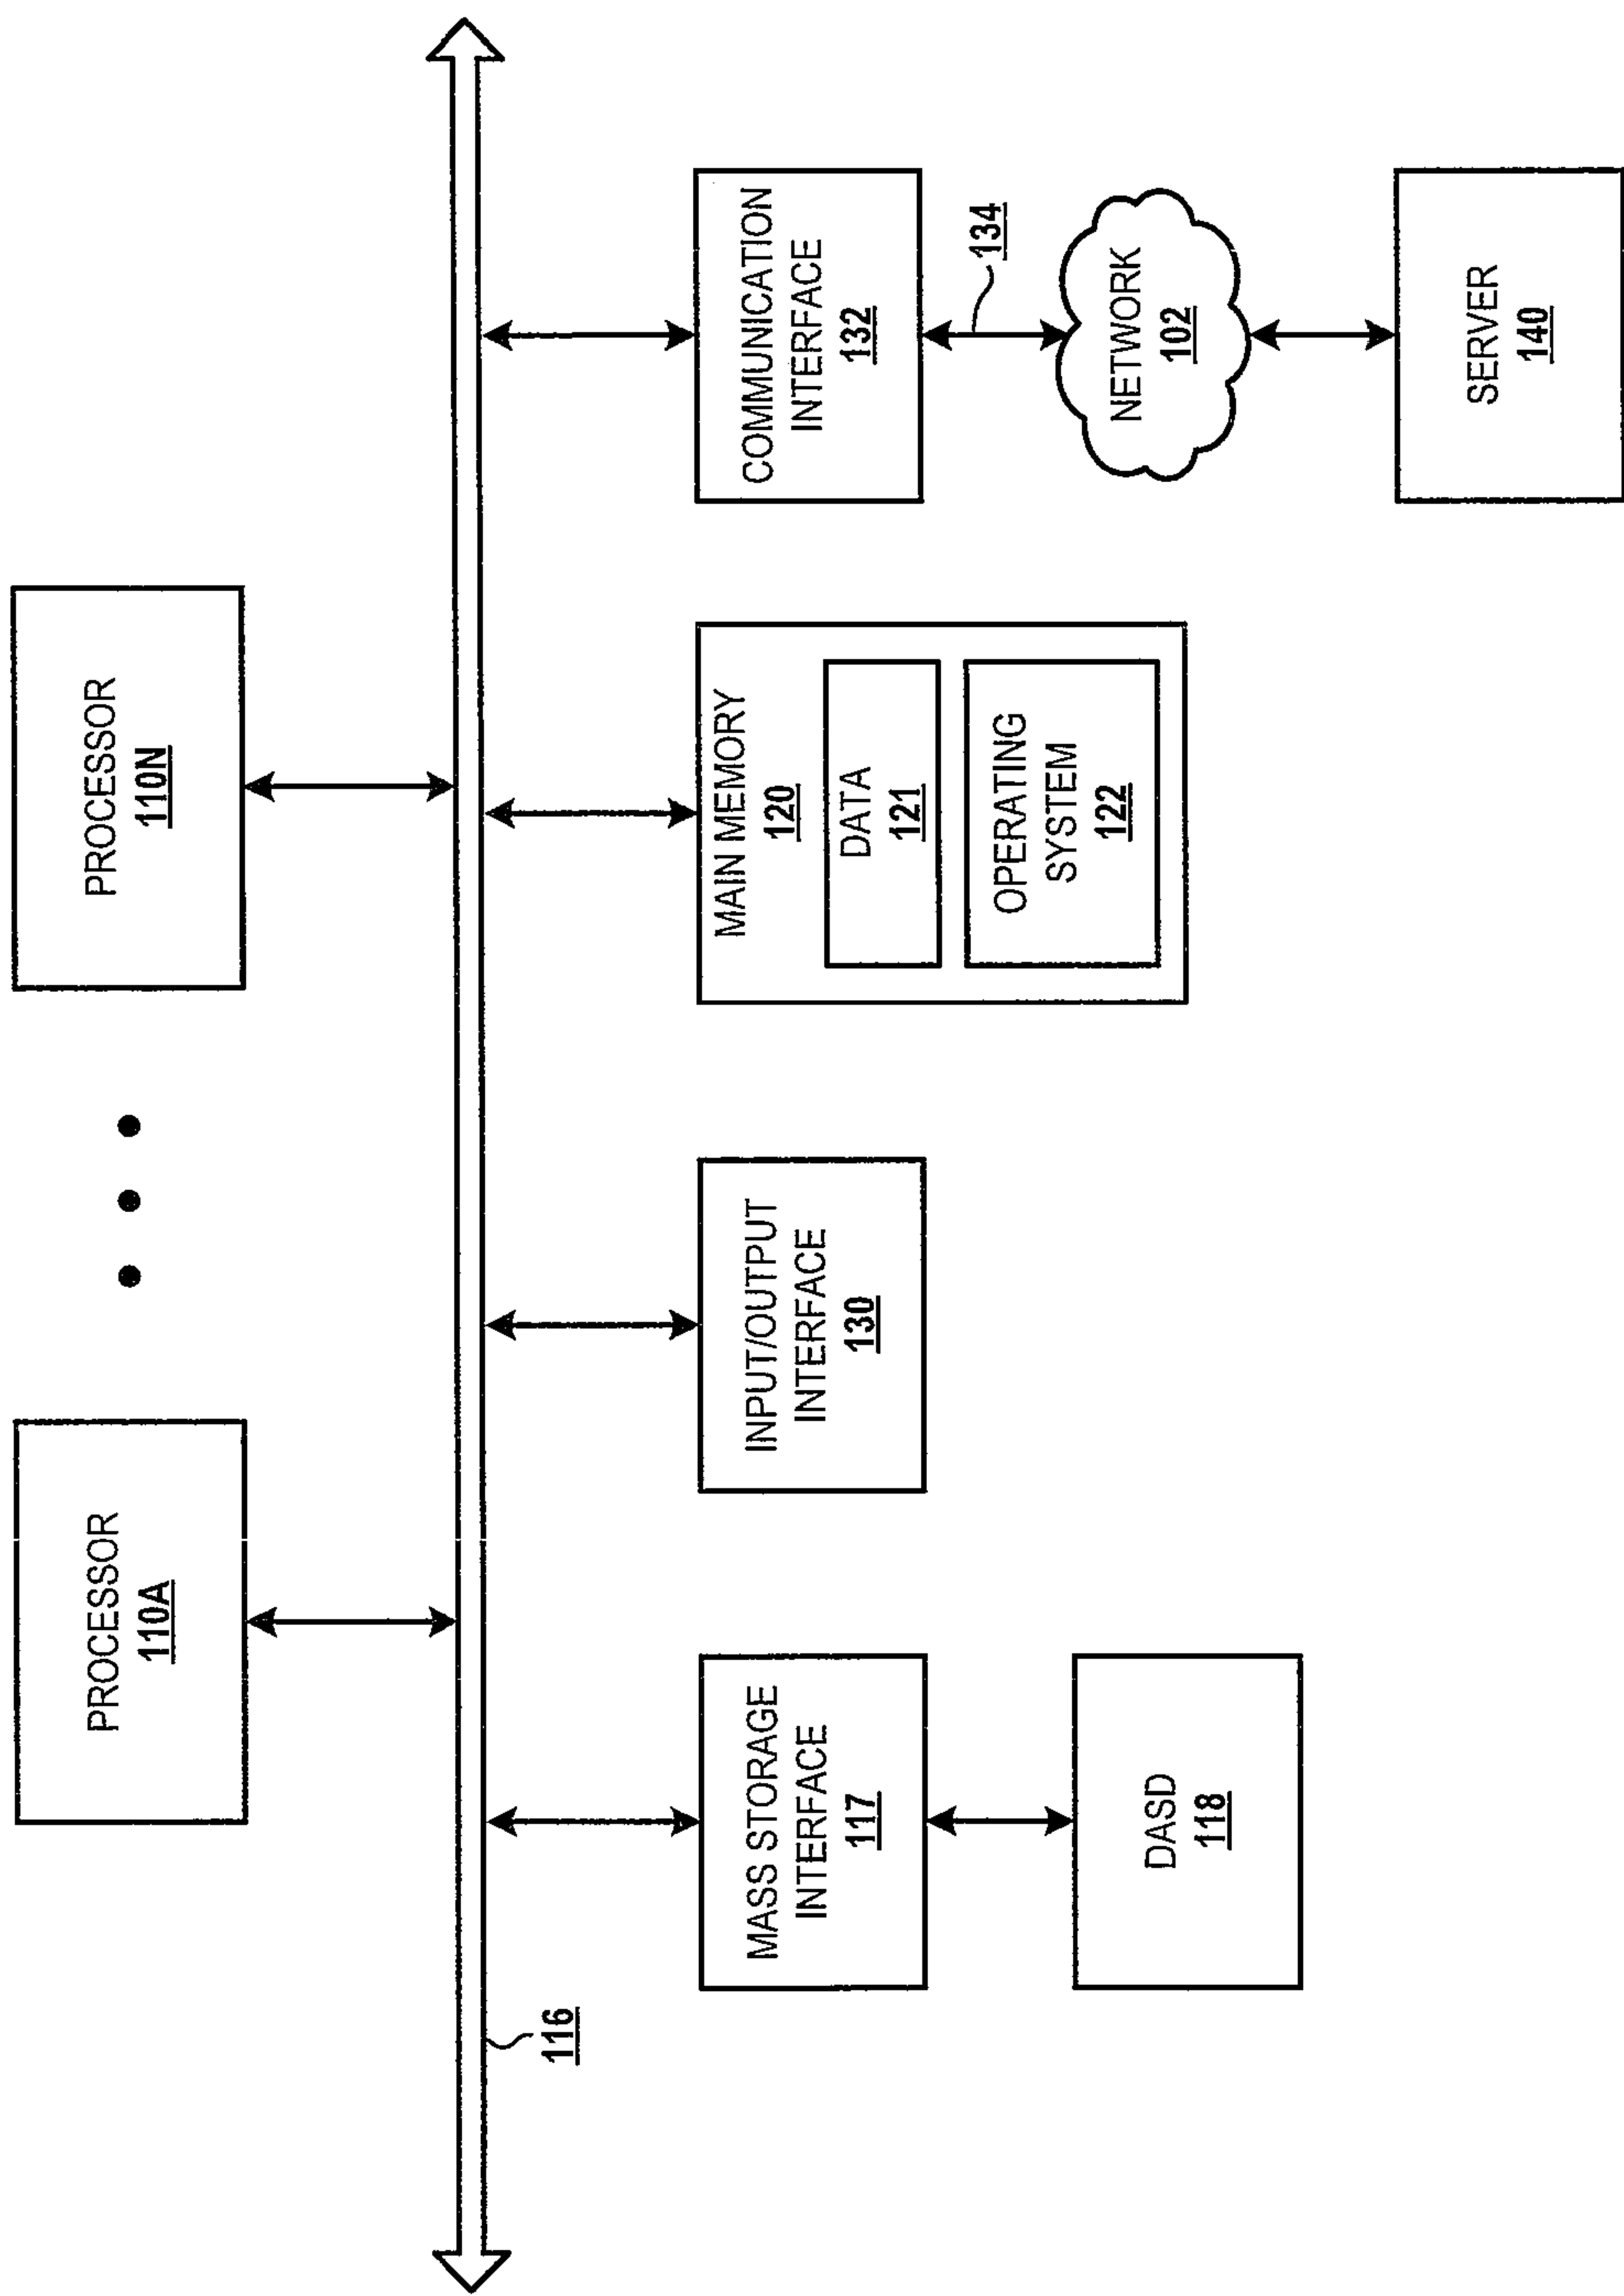 PROCESSOR
110A
PROCESSOR
110N
116
MASS STORAGE
INTERFACE
117
DASD
118
INPUT/OUTPUT
INTERFACE
130
MAIN MEMORY
120
DATA
121
OPERATING
SYSTEM
122
COMMUNICATION
INTERFACE
132
134
NETWORK
102
SERVER
140